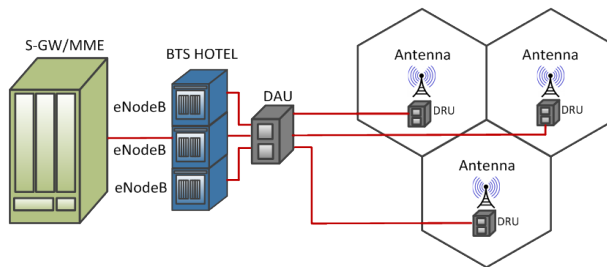 S-GW/MME
BTS HOTEL
eNodeB
eNodeB
eNodeB
DAU
Antenna
DRU
Antenna
DRU
Antenna
DRU